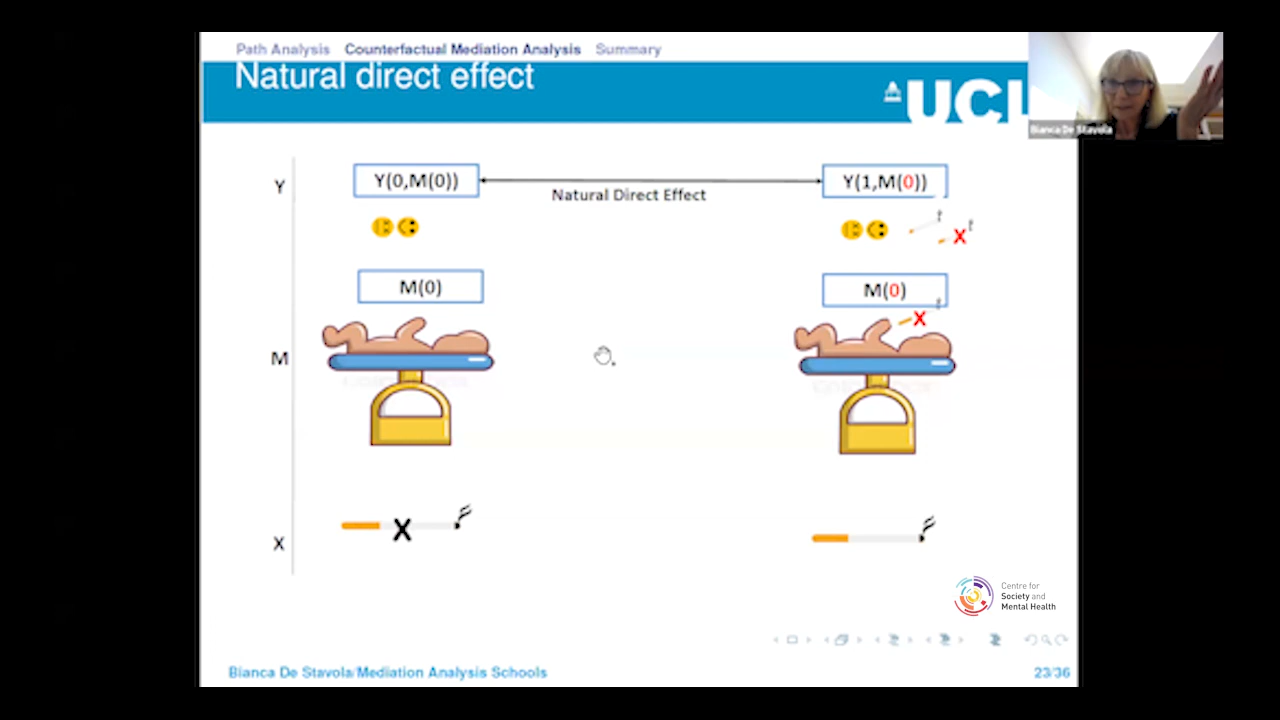 Path Analysis Counterfactual Mediation Analysis Summary
Natural direct effect
UCL
Bianca De Stavola
Y
Y(0,M(0))
Natural Direct Effect
Y(1,M(0))
X
M(0)
M(0)
X
M
X
X
Centre for
Society and
Mental Health
Bianca De Stavola/Mediation Analysis Schools
23/36